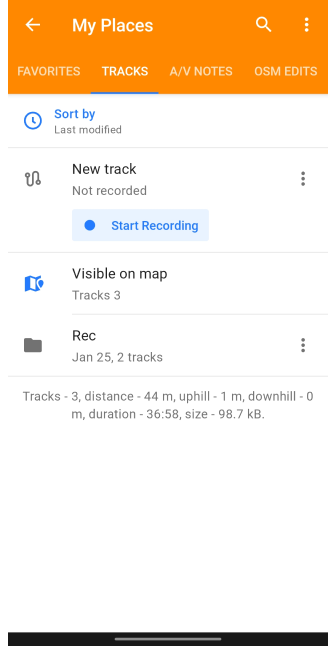 My Places
FAVORITES TRACKS A/V NOTES OSM EDITS
Sort by
Last modified
New track
Not recorded
Start Recording
Visible on map
Tracks 3
Rec
Jan 25, 2 tracks
Tracks - 3, distance - 44 m, uphill - 1 m, downhill - 0
m, duration - 36:58, size - 98.7 kB.